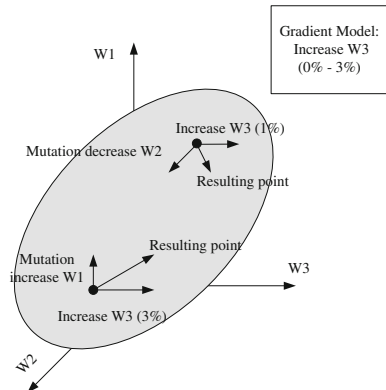 Gradient Model:
Increase W3
(0% - 3%)
W1
Increase W3 (1%)
Mutation decrease W2
Resulting point
Resulting point
Mutation
increase W1
W3
Increase W3 (3%)
W2